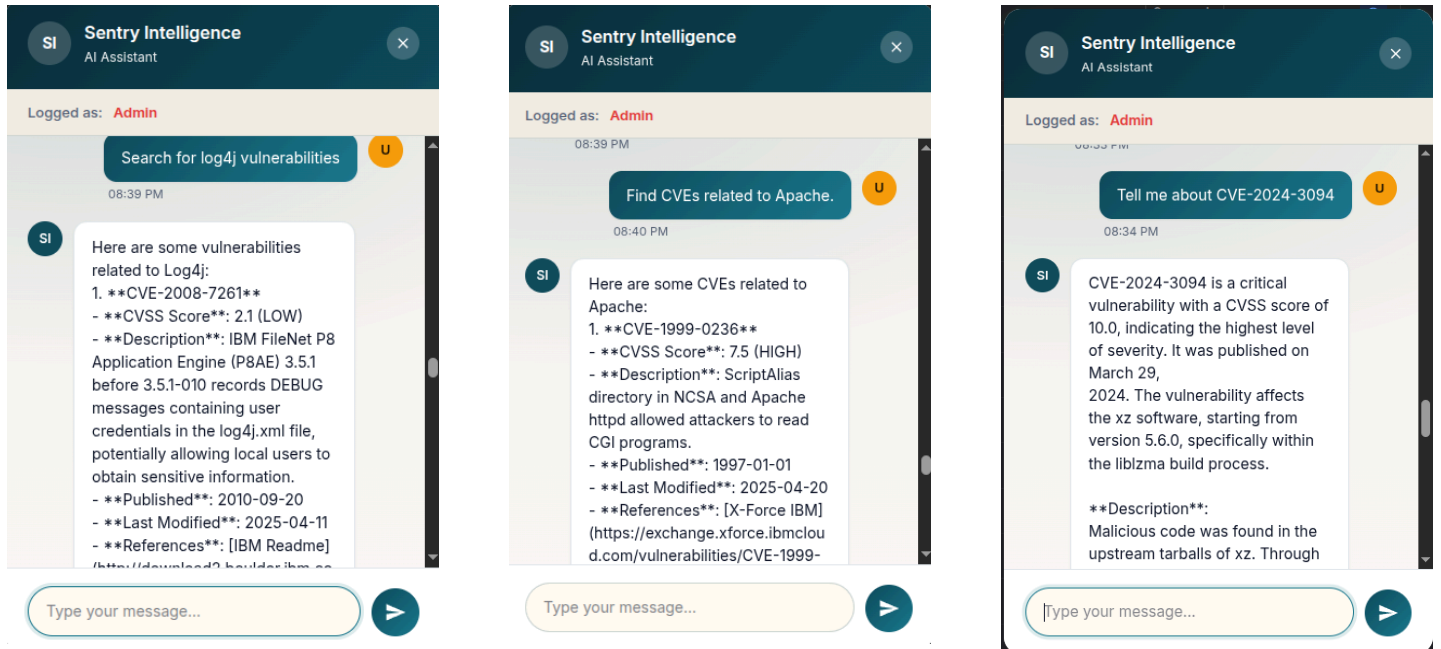 SI
Sentry Intelligence
AI Assistant
Logged as: Admin
Search for log4j vulnerabilities
U
08:39 PM
SI
Here are some vulnerabilities
related to Log4j:
1. **CVE-2008-7261**
- **CVSS Score**: 2.1 (LOW)
- **Description**: IBM FileNet P8
Application Engine (P8AE) 3.5.1
before 3.5.1-010 records DEBUG
messages containing user
credentials in the log4j.xml file,
potentially allowing local users to
obtain sensitive information.
- **Published**: 2010-09-20
- **Last Modified**: 2025-04-11
- **References**: [IBM Readme]
Type your message...
SI
Sentry Intelligence
AI Assistant
Logged as: Admin
08:39 PM
Find CVEs related to Apache.
U
08:40 PM
SI
Here are some CVEs related to
Apache:
1. **CVE-1999-0236**
- **CVSS Score**: 7.5 (HIGH)
- **Description**: ScriptAlias
directory in NCSA and Apache
httpd allowed attackers to read
CGI programs.
- **Published**: 1997-01-01
- **Last Modified**: 2025-04-20
- **References**: [X-Force IBM]
(https://exchange.xforce.ibmclou
d.com/vulnerabilities/CVE-1999-
Type your message...
SI
Sentry Intelligence
AI Assistant
Logged as: Admin
Tell me about CVE-2024-3094
U
08:34 PM
SI
CVE-2024-3094 is a critical
vulnerability with a CVSS score of
10.0, indicating the highest level
of severity. It was published on
March 29,
2024. The vulnerability affects
the xz software, starting from
version 5.6.0, specifically within
the liblzma build process.
**Description**:
Malicious code was found in the
upstream tarballs of xz. Through
Type your message...